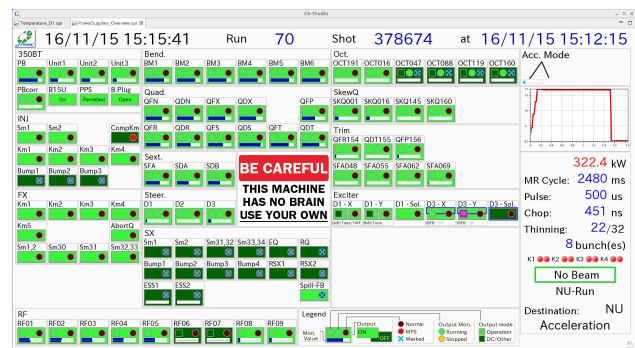 CS-Studio
Temperature_D1.opi
PowerSupplies_Overview.opi
16/11/15 15:15:41 Run 70 Shot 378674 at 16/11/15 15:12:15
350BT
PB Unit1 Unit2 Unit3
PBcorr B15U PPS B.Plug
On Permitted Open
INJ
Sm1 Sm2 CompKm
Km1 Km2 Km3 Km4
Bump1 Bump2 Bump3
FX
Km1 Km2 Km3 Km4
Km5 AbortQ
Sm1,2 Sm30 Sm31 Sm32,33
RF
RF01 RF02 RF03 RF04 RF05 RF06 RF07 RF08 RF09
Bend.
BM1 BM2 BM3 BM4 BM5 BM6
Quad.
QFN QDN QFX QDX QFP
QFR QDR QFS QDS QFT QDT
Sext.
SFA SDA SDB
Steer.
D1 D2 D3
SX
Sm1 Sm2 Sm31,32 Sm33,34 EQ RQ
Bump1 Bump2 Bump3 Bump4 RSX1 RSX2
ESS1 ESS2 Spill-FB
BE CAREFUL
THIS MACHINE
HAS NO BRAIN
USE YOUR OWN
Oct.
OCT191 OCT016 OCT047 OCT088 OCT119 OCT160
SkewQ
SKQ001 SKQ016 SKQ145 SKQ160
Trim
QFR154 QDT155 QFP156
SFA048 SFA055 SFA062 SFA069
Exciter
D1 - X D1 - Y D1 - Sol. D3 - X D3 - Y D3 - Sol.
Legend
Mon.
Value
Output
ON
OFF
Normal
MPS
Masked
Output Mon.
Running
Stopped
Output mode
Operation
DC/Other
Acc. Mode
322.4 kW
MR Cycle: 2480 ms
Pulse: 500 us
Chop: 451 ns
Thinning: 22/32
8 bunch(es)
K1 K2 K3 K4
No Beam
NU-Run
Destination: NU
Acceleration